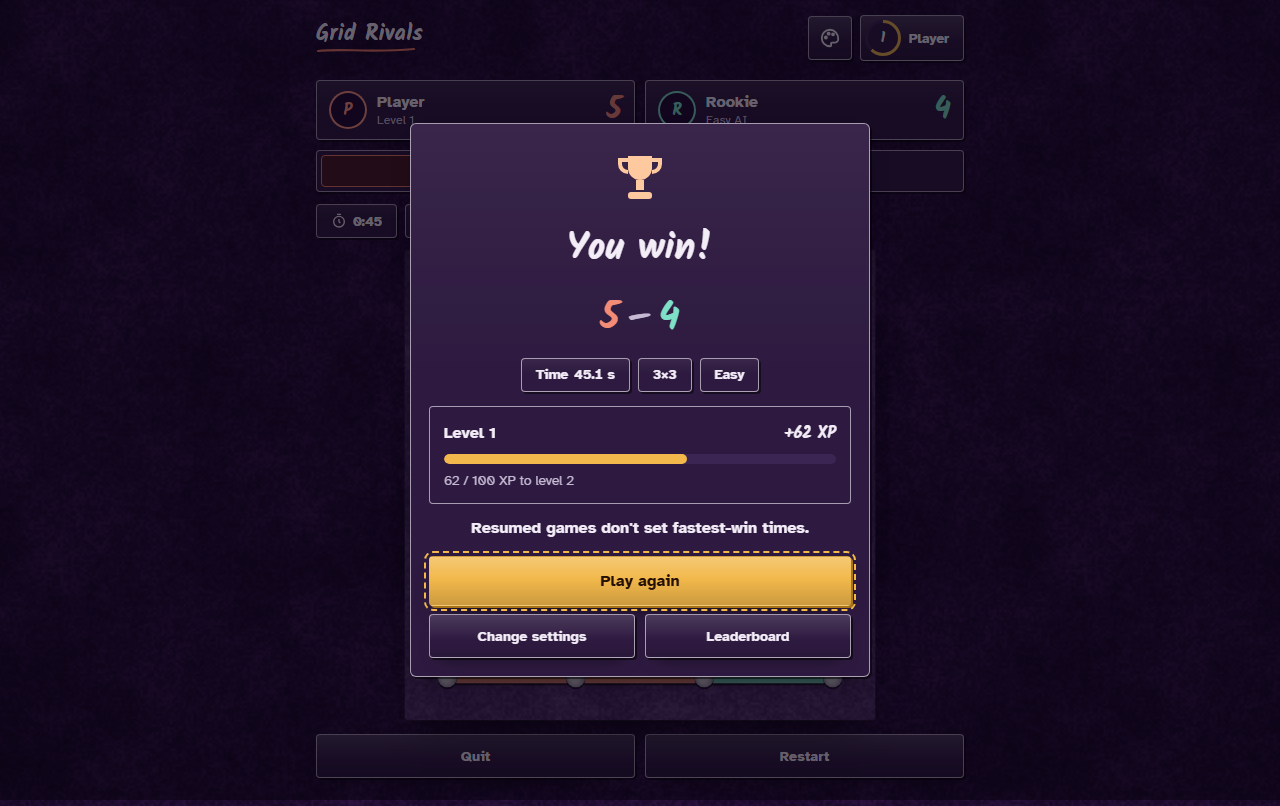 Grid Rivals
1 Player
P Player 5
Level 1
R Rookie 4
Easy AI
0:45
You win!
5 – 4
Time 45.1 s
3×3
Easy
Level 1 +62 XP
62 / 100 XP to level 2
Resumed games don't set fastest-win times.
Play again
Change settings
Leaderboard
Quit
Restart